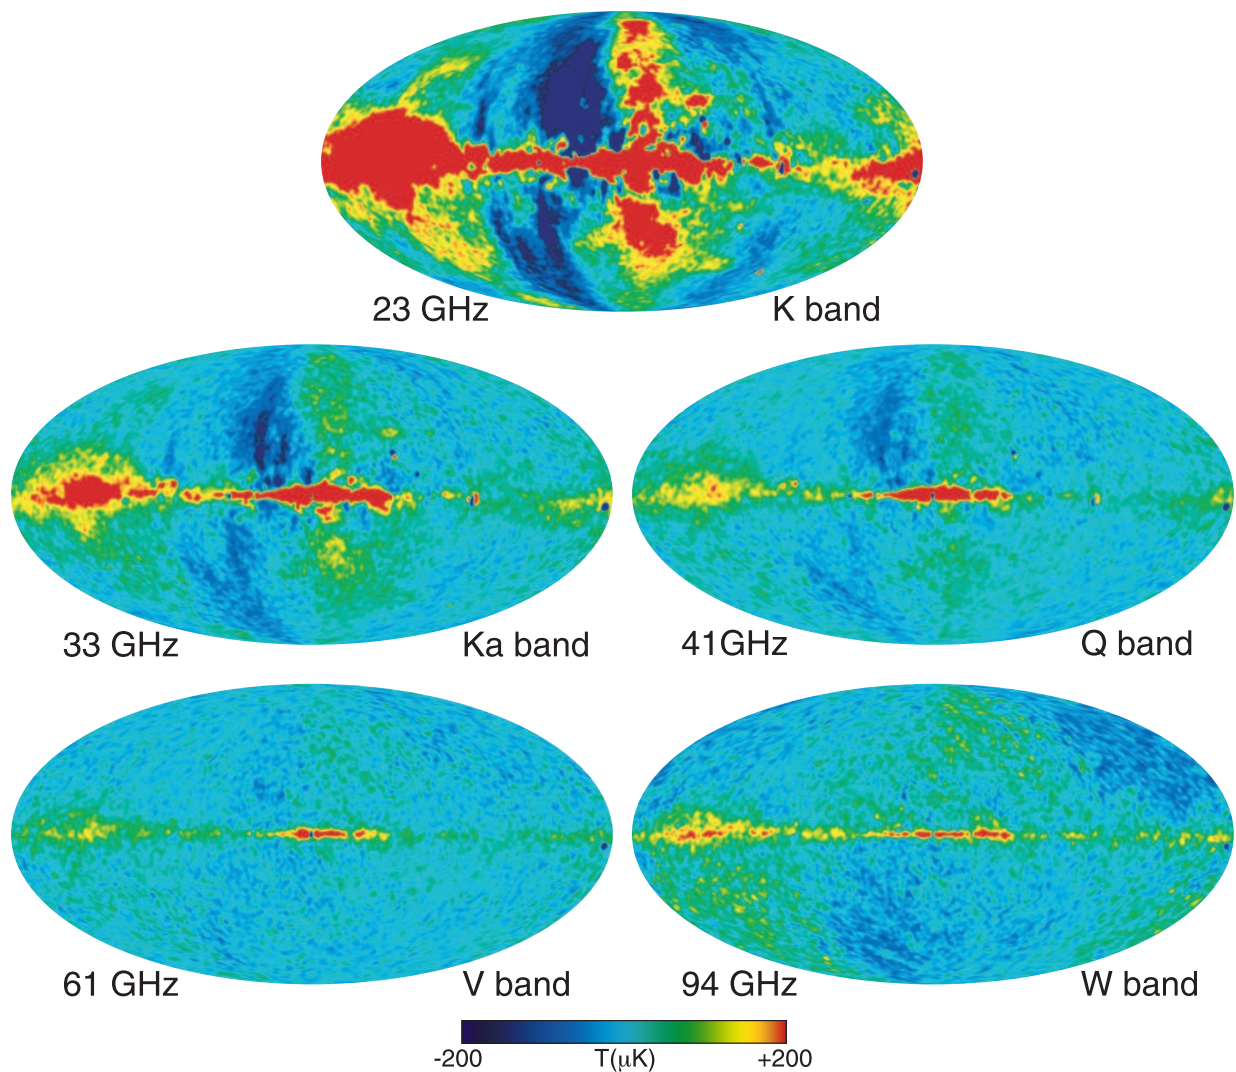 23 GHz K band
33 GHz Ka band
41GHz Q band
61 GHz V band
94 GHz W band
-200 T(μK) +200